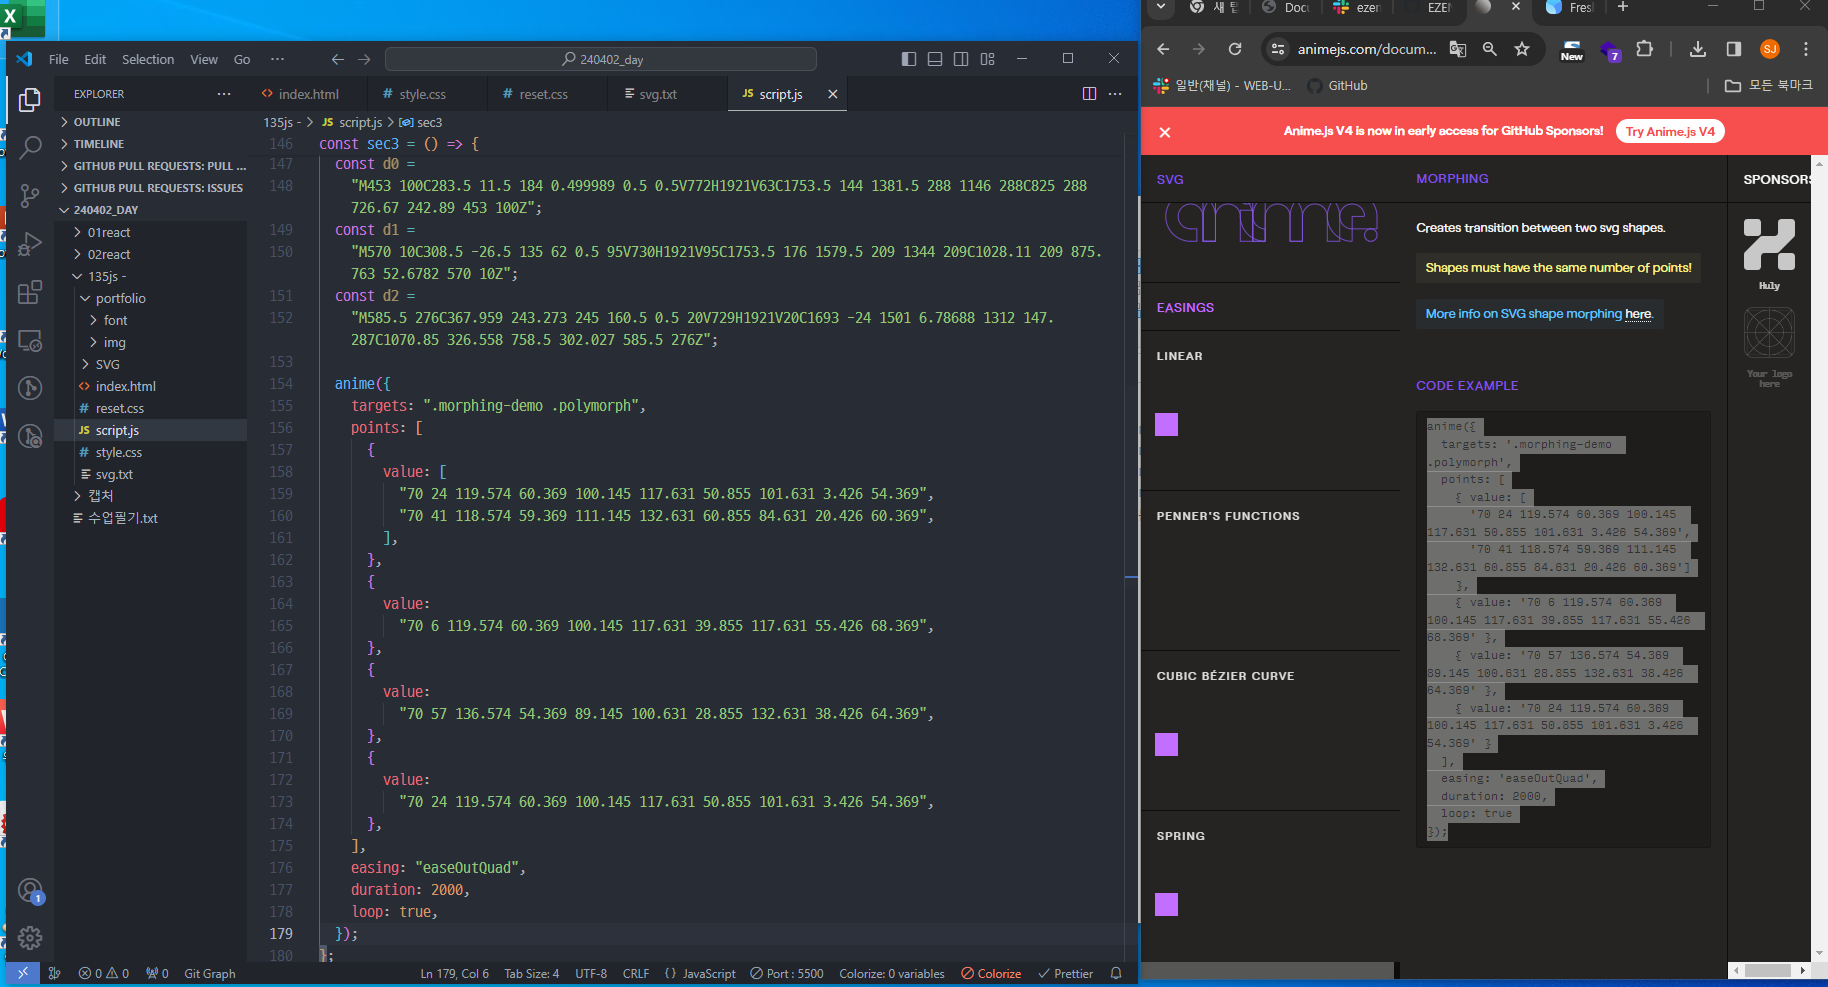 File Edit Selection View Go ··· 240402_day
EXPLORER ···
OUTLINE
TIMELINE
GITHUB PULL REQUESTS: PULL ...
GITHUB PULL REQUESTS: ISSUES
240402_DAY
01react
02react
135js -
portfolio
font
img
SVG
index.html
reset.css
script.js
style.css
svg.txt
캡처
수업필기.txt
index.html style.css reset.css svg.txt script.js
135js - > JS script.js > sec3
146 const sec3 = () => {
147 const d0 =
148 "M453 100C283.5 11.5 184 0.499989 0.5 0.5V772H1921V63C1753.5 144 1381.5 288 1146 288C825 288
726.67 242.89 453 100Z";
149 const d1 =
150 "M570 10C308.5 -26.5 135 62 0.5 95V730H1921V95C1753.5 176 1579.5 209 1344 209C1028.11 209 875.
763 52.6782 570 10Z";
151 const d2 =
152 "M585.5 276C367.959 243.273 245 160.5 0.5 20V729H1921V20C1693 -24 1501 6.78688 1312 147.
287C1070.85 326.558 758.5 302.027 585.5 276Z";
153
154 anime({
155 targets: ".morphing-demo .polymorph",
156 points: [
157 {
158 value: [
159 "70 24 119.574 60.369 100.145 117.631 50.855 101.631 3.426 54.369",
160 "70 41 118.574 59.369 111.145 132.631 60.855 84.631 20.426 60.369",
161 ],
162 },
163 {
164 value:
165 "70 6 119.574 60.369 100.145 117.631 39.855 117.631 55.426 68.369",
166 },
167 {
168 value:
169 "70 57 136.574 54.369 89.145 100.631 28.855 132.631 38.426 64.369",
170 },
171 {
172 value:
173 "70 24 119.574 60.369 100.145 117.631 50.855 101.631 3.426 54.369",
174 },
175 ],
176 easing: "easeOutQuad",
177 duration: 2000,
178 loop: true,
179 });
180 };
1
0 0 0 Git Graph Ln 179, Col 6 Tab Size: 4 UTF-8 CRLF {} JavaScript Port : 5500 Colorize: 0 variables Colorize Prettier
새 탭 Docu ezen EZEN Fresh
animejs.com/docum... New 7 SJ
일반(채널) - WEB-U... GitHub 모든 북마크
Anime.js V4 is now in early access for GitHub Sponsors! Try Anime.js V4
SVG
anime.
EASINGS
LINEAR
PENNER'S FUNCTIONS
CUBIC BÉZIER CURVE
SPRING
MORPHING
Creates transition between two svg shapes.
Shapes must have the same number of points!
More info on SVG shape morphing here.
CODE EXAMPLE
anime({
targets: '.morphing-demo
.polymorph',
points: [
{ value: [
'70 24 119.574 60.369 100.145
117.631 50.855 101.631 3.426 54.369',
'70 41 118.574 59.369 111.145
132.631 60.855 84.631 20.426 60.369']
},
{ value: '70 6 119.574 60.369
100.145 117.631 39.855 117.631 55.426
68.369' },
{ value: '70 57 136.574 54.369
89.145 100.631 28.855 132.631 38.426
64.369' },
{ value: '70 24 119.574 60.369
100.145 117.631 50.855 101.631 3.426
54.369' }
],
easing: 'easeOutQuad',
duration: 2000,
loop: true
});
SPONSORS
Huly
Your logo
here